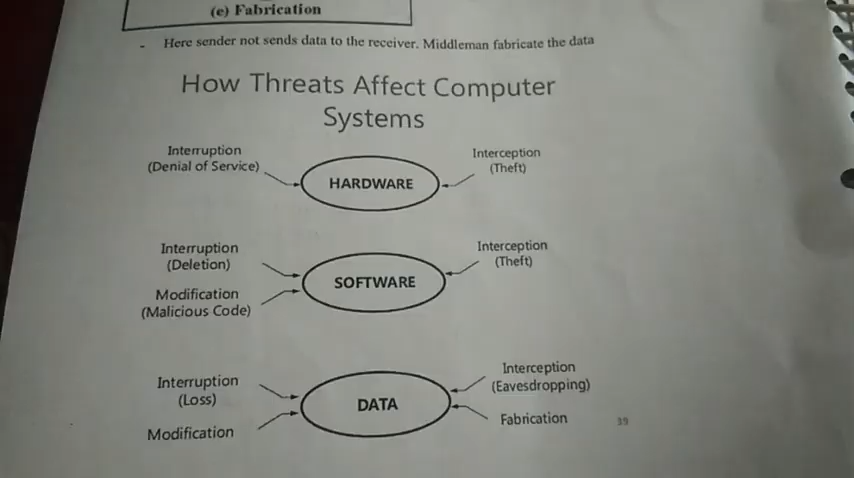 (e) Fabrication
- Here sender not sends data to the receiver. Middleman fabricate the data
How Threats Affect Computer
Systems
Interruption
(Denial of Service)
HARDWARE
Interception
(Theft)
Interruption
(Deletion)
Modification
(Malicious Code)
SOFTWARE
Interception
(Theft)
Interruption
(Loss)
Modification
DATA
Interception
(Eavesdropping)
Fabrication
39